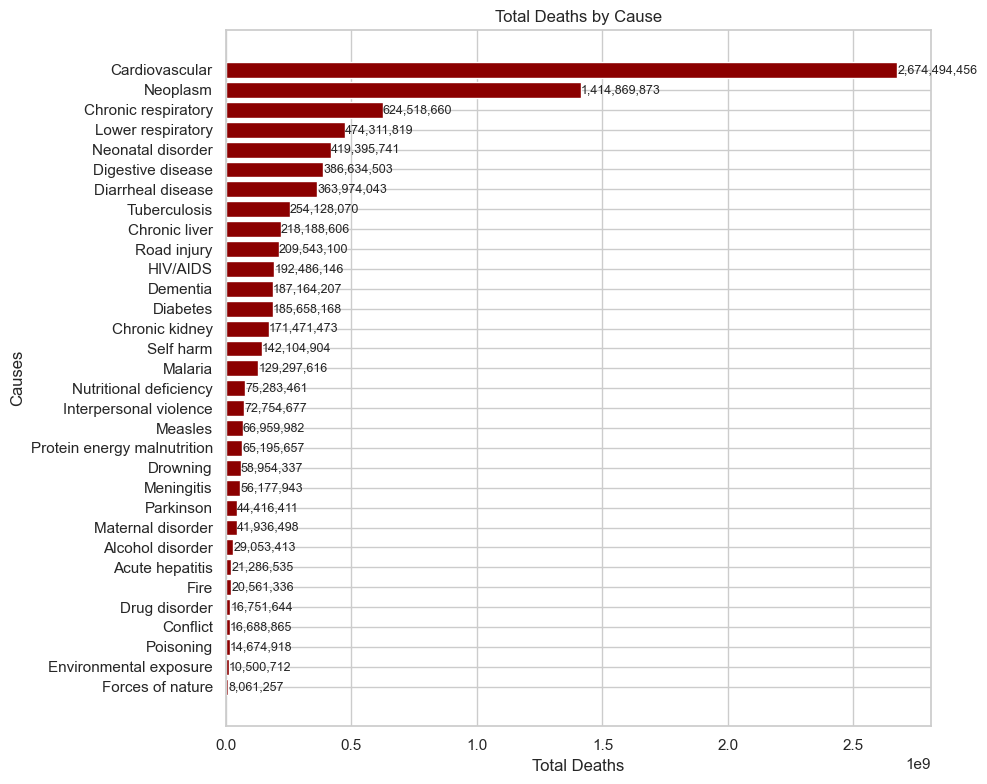 Total Deaths by Cause
Causes
Cardiovascular 2,674,494,456
Neoplasm 1,414,869,873
Chronic respiratory 624,518,660
Lower respiratory 474,311,819
Neonatal disorder 419,395,741
Digestive disease 386,634,503
Diarrheal disease 363,974,043
Tuberculosis 254,128,070
Chronic liver 218,188,606
Road injury 209,543,100
HIV/AIDS 192,486,146
Dementia 187,164,207
Diabetes 185,658,168
Chronic kidney 171,471,473
Self harm 142,104,904
Malaria 129,297,616
Nutritional deficiency 75,283,461
Interpersonal violence 72,754,677
Measles 66,959,982
Protein energy malnutrition 65,195,657
Drowning 58,954,337
Meningitis 56,177,943
Parkinson 44,416,411
Maternal disorder 41,936,498
Alcohol disorder 29,053,413
Acute hepatitis 21,286,535
Fire 20,561,336
Drug disorder 16,751,644
Conflict 16,688,865
Poisoning 14,674,918
Environmental exposure 10,500,712
Forces of nature 8,061,257
0.0 0.5 1.0 1.5 2.0 2.5
1e9
Total Deaths